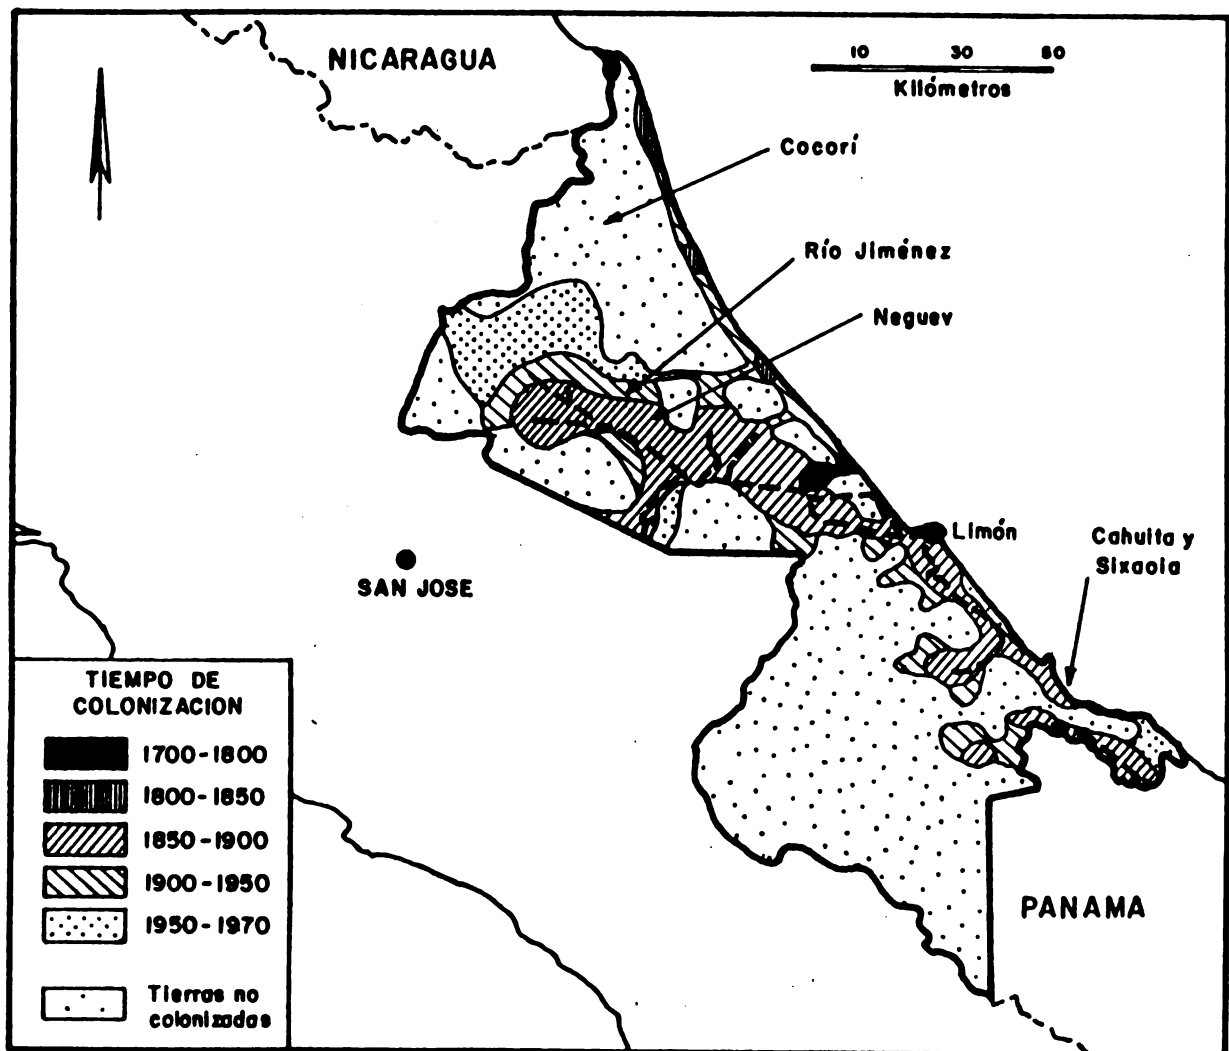 NICARAGUA
10 30 50
Kilómetros
Cocorí
Río Jiménez
Neguev
Limón
Cahuita y
Sixaola
SAN JOSE
PANAMA
TIEMPO DE
COLONIZACION
1700-1800
1800-1850
1850-1900
1900-1950
1950-1970
Tierras no
colonizadas